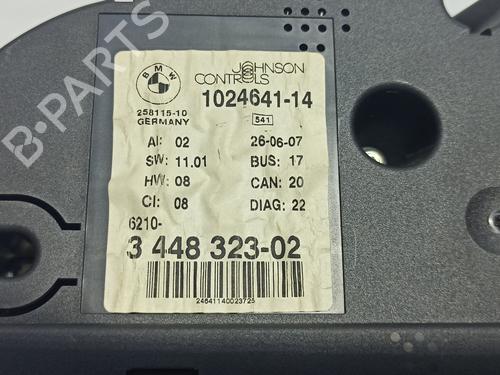 BMW
JOHNSON
CONTROLS
1024641-14
258115-10
GERMANY
541
AI: 02 26-06-07
SW: 11.01 BUS: 17
HW: 08 CAN: 20
CI: 08 DIAG: 22
6210-
3 448 323-02
24641140023725
B-PARTS